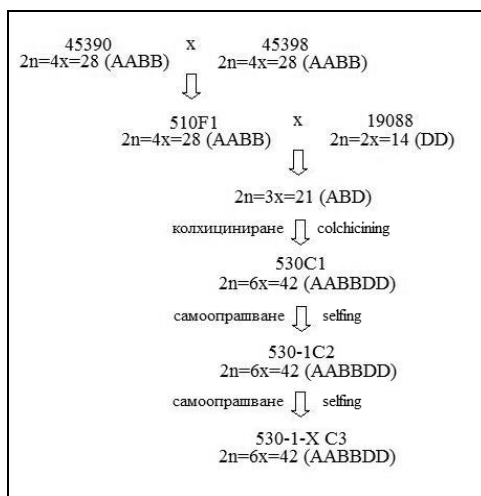 45390 x 45398
2n=4x=28 (AABB) 2n=4x=28 (AABB)
510F1 x 19088
2n=4x=28 (AABB) 2n=2x=14 (DD)
2n=3x=21 (ABD)
колхициниране colchicining
530C1
2n=6x=42 (AABBDD)
самоопрашване selfing
530-1C2
2n=6x=42 (AABBDD)
самоопрашване selfing
530-1-X C3
2n=6x=42 (AABBDD)